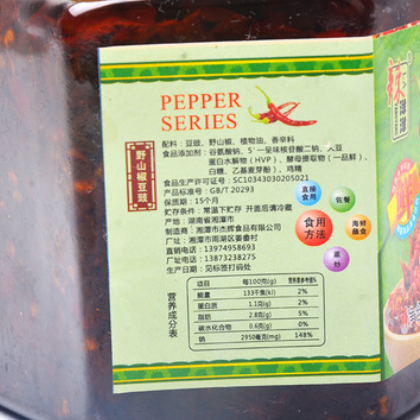 PEPPER
SERIES
野山椒豆豉
配料：豆豉、野山椒、植物油、香辛料
食品添加剂：谷氨酸钠、5'一呈味核苷酸二钠、大豆
蛋白水解物（HVP）、酵母提取物（一品鲜）、
白糖、乙基麦芽酚）、鸡精
食品生产许可证号：SC10343030205021
产品标准号：GB/T 20293
保质期：15个月
贮存条件：常温下贮存 开盖后请冷藏
产地：湖南省湘潭市
制造商：湘潭市杰辉食品有限公司
厂址：湘潭市雨湖区姜畲村
直销电话：13974958693
厂址电话：13873238275
生产日期：见标签打码处
直接
食用
佐餐
食用
方法
海鲜
蘸食
蒸炒
营养成分表
项目 每100克(g) 营养素参考值%
能量 133千焦(kJ) 2%
蛋白质 1.1克(g) 2%
脂肪 2.8克(g) 5%
碳水化合物 0.6克(g) 0%
钠 2950毫克(mg) 148%
辣